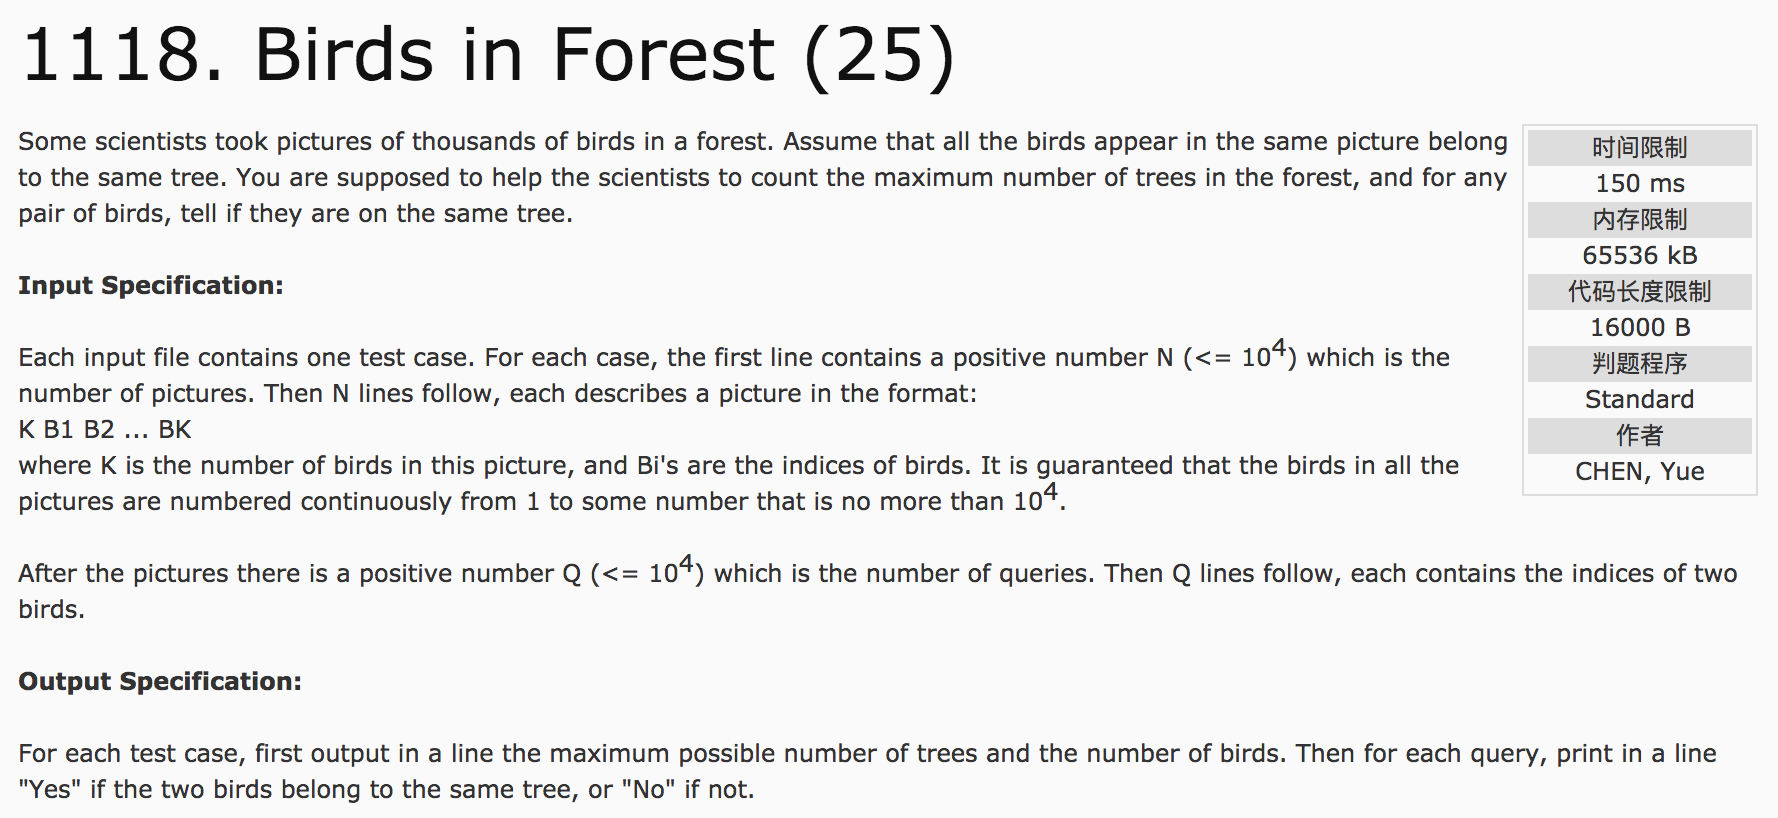 1118. Birds in Forest (25)
Some scientists took pictures of thousands of birds in a forest. Assume that all the birds appear in the same picture belong
to the same tree. You are supposed to help the scientists to count the maximum number of trees in the forest, and for any
pair of birds, tell if they are on the same tree.
Input Specification:
Each input file contains one test case. For each case, the first line contains a positive number N (<= 10⁴) which is the
number of pictures. Then N lines follow, each describes a picture in the format:
K B1 B2 ... BK
where K is the number of birds in this picture, and Bi's are the indices of birds. It is guaranteed that the birds in all the
pictures are numbered continuously from 1 to some number that is no more than 10⁴.
After the pictures there is a positive number Q (<= 10⁴) which is the number of queries. Then Q lines follow, each contains the indices of two
birds.
Output Specification:
For each test case, first output in a line the maximum possible number of trees and the number of birds. Then for each query, print in a line
"Yes" if the two birds belong to the same tree, or "No" if not.
时间限制
150 ms
内存限制
65536 kB
代码长度限制
16000 B
判题程序
Standard
作者
CHEN, Yue